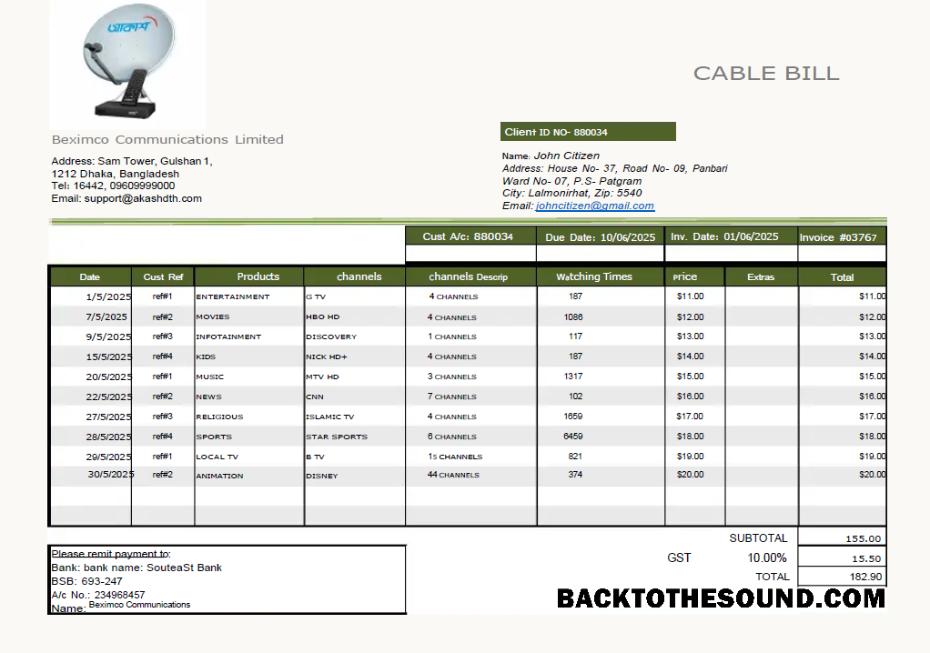 আকাশ
CABLE BILL
Beximco Communications Limited
Address: Sam Tower, Gulshan 1,
1212 Dhaka, Bangladesh
Tel: 16442, 09609999000
Email: support@akashdth.com
Client ID NO- 880034
Name: John Citizen
Address: House No- 37, Road No- 09, Panbari
Ward No- 07, P.S- Patgram
City: Lalmonirhat, Zip: 5540
Email: johncitizen@gmail.com
Cust A/c: 880034 Due Date: 10/06/2025 Inv. Date: 01/06/2025 Invoice #03767
Date Cust Ref Products channels channels Descrip Watching Times Price Extras Total
1/5/2025 ref#1 ENTERTAINMENT G TV 4 CHANNELS 187 $11.00 $11.00
7/5/2025 ref#2 MOVIES HBO HD 4 CHANNELS 1086 $12.00 $12.00
9/5/2025 ref#3 INFOTAINMENT DISCOVERY 1 CHANNELS 117 $13.00 $13.00
15/5/2025 ref#4 KIDS NICK HD+ 4 CHANNELS 187 $14.00 $14.00
20/5/2025 ref#1 MUSIC MTV HD 3 CHANNELS 1317 $15.00 $15.00
22/5/2025 ref#2 NEWS CNN 7 CHANNELS 102 $16.00 $16.00
27/5/2025 ref#3 RELIGIOUS ISLAMIC TV 4 CHANNELS 1659 $17.00 $17.00
28/5/2025 ref#4 SPORTS STAR SPORTS 6 CHANNELS 6459 $18.00 $18.00
29/5/2025 ref#1 LOCAL TV B TV 15 CHANNELS 821 $19.00 $19.00
30/5/2025 ref#2 ANIMATION DISNEY 44 CHANNELS 374 $20.00 $20.00
SUBTOTAL 155.00
GST 10.00% 15.50
TOTAL 182.90
Please remit payment to:
Bank: bank name: SouteaSt Bank
BSB: 693-247
A/c No.: 234968457
Name: Beximco Communications
BACKTOTHESOUND.COM